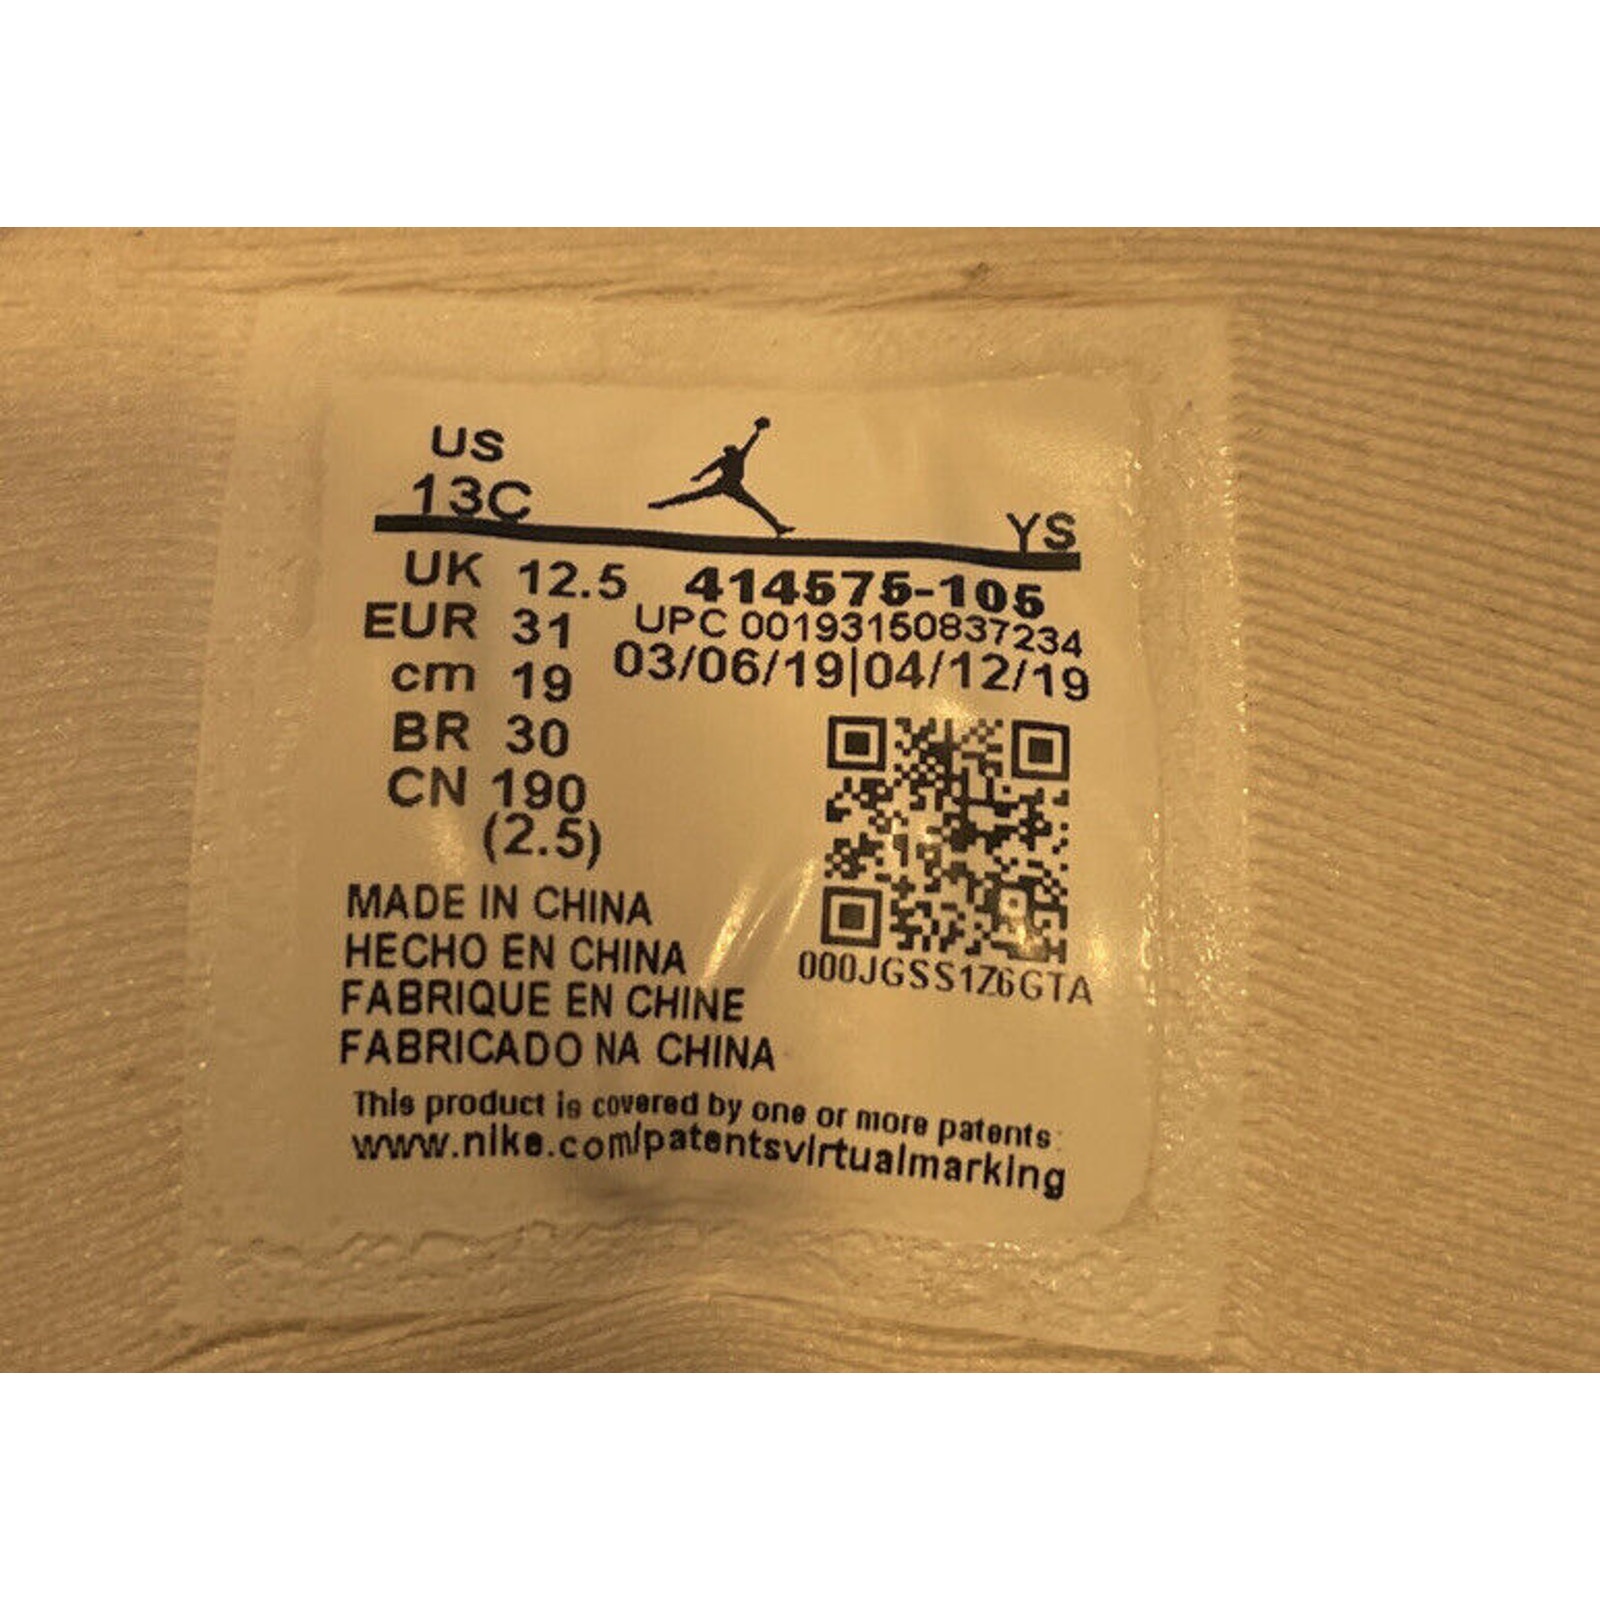 US
13C
YS
UK 12.5 414575-105
EUR 31 UPC 00193150837234
cm 19 03/06/19|04/12/19
BR 30
CN 190
(2.5)
MADE IN CHINA
HECHO EN CHINA
000JGSS1Z6GTA
FABRIQUE EN CHINE
FABRICADO NA CHINA
This product is covered by one or more patents:
www.nike.com/patentsvirtualmarking